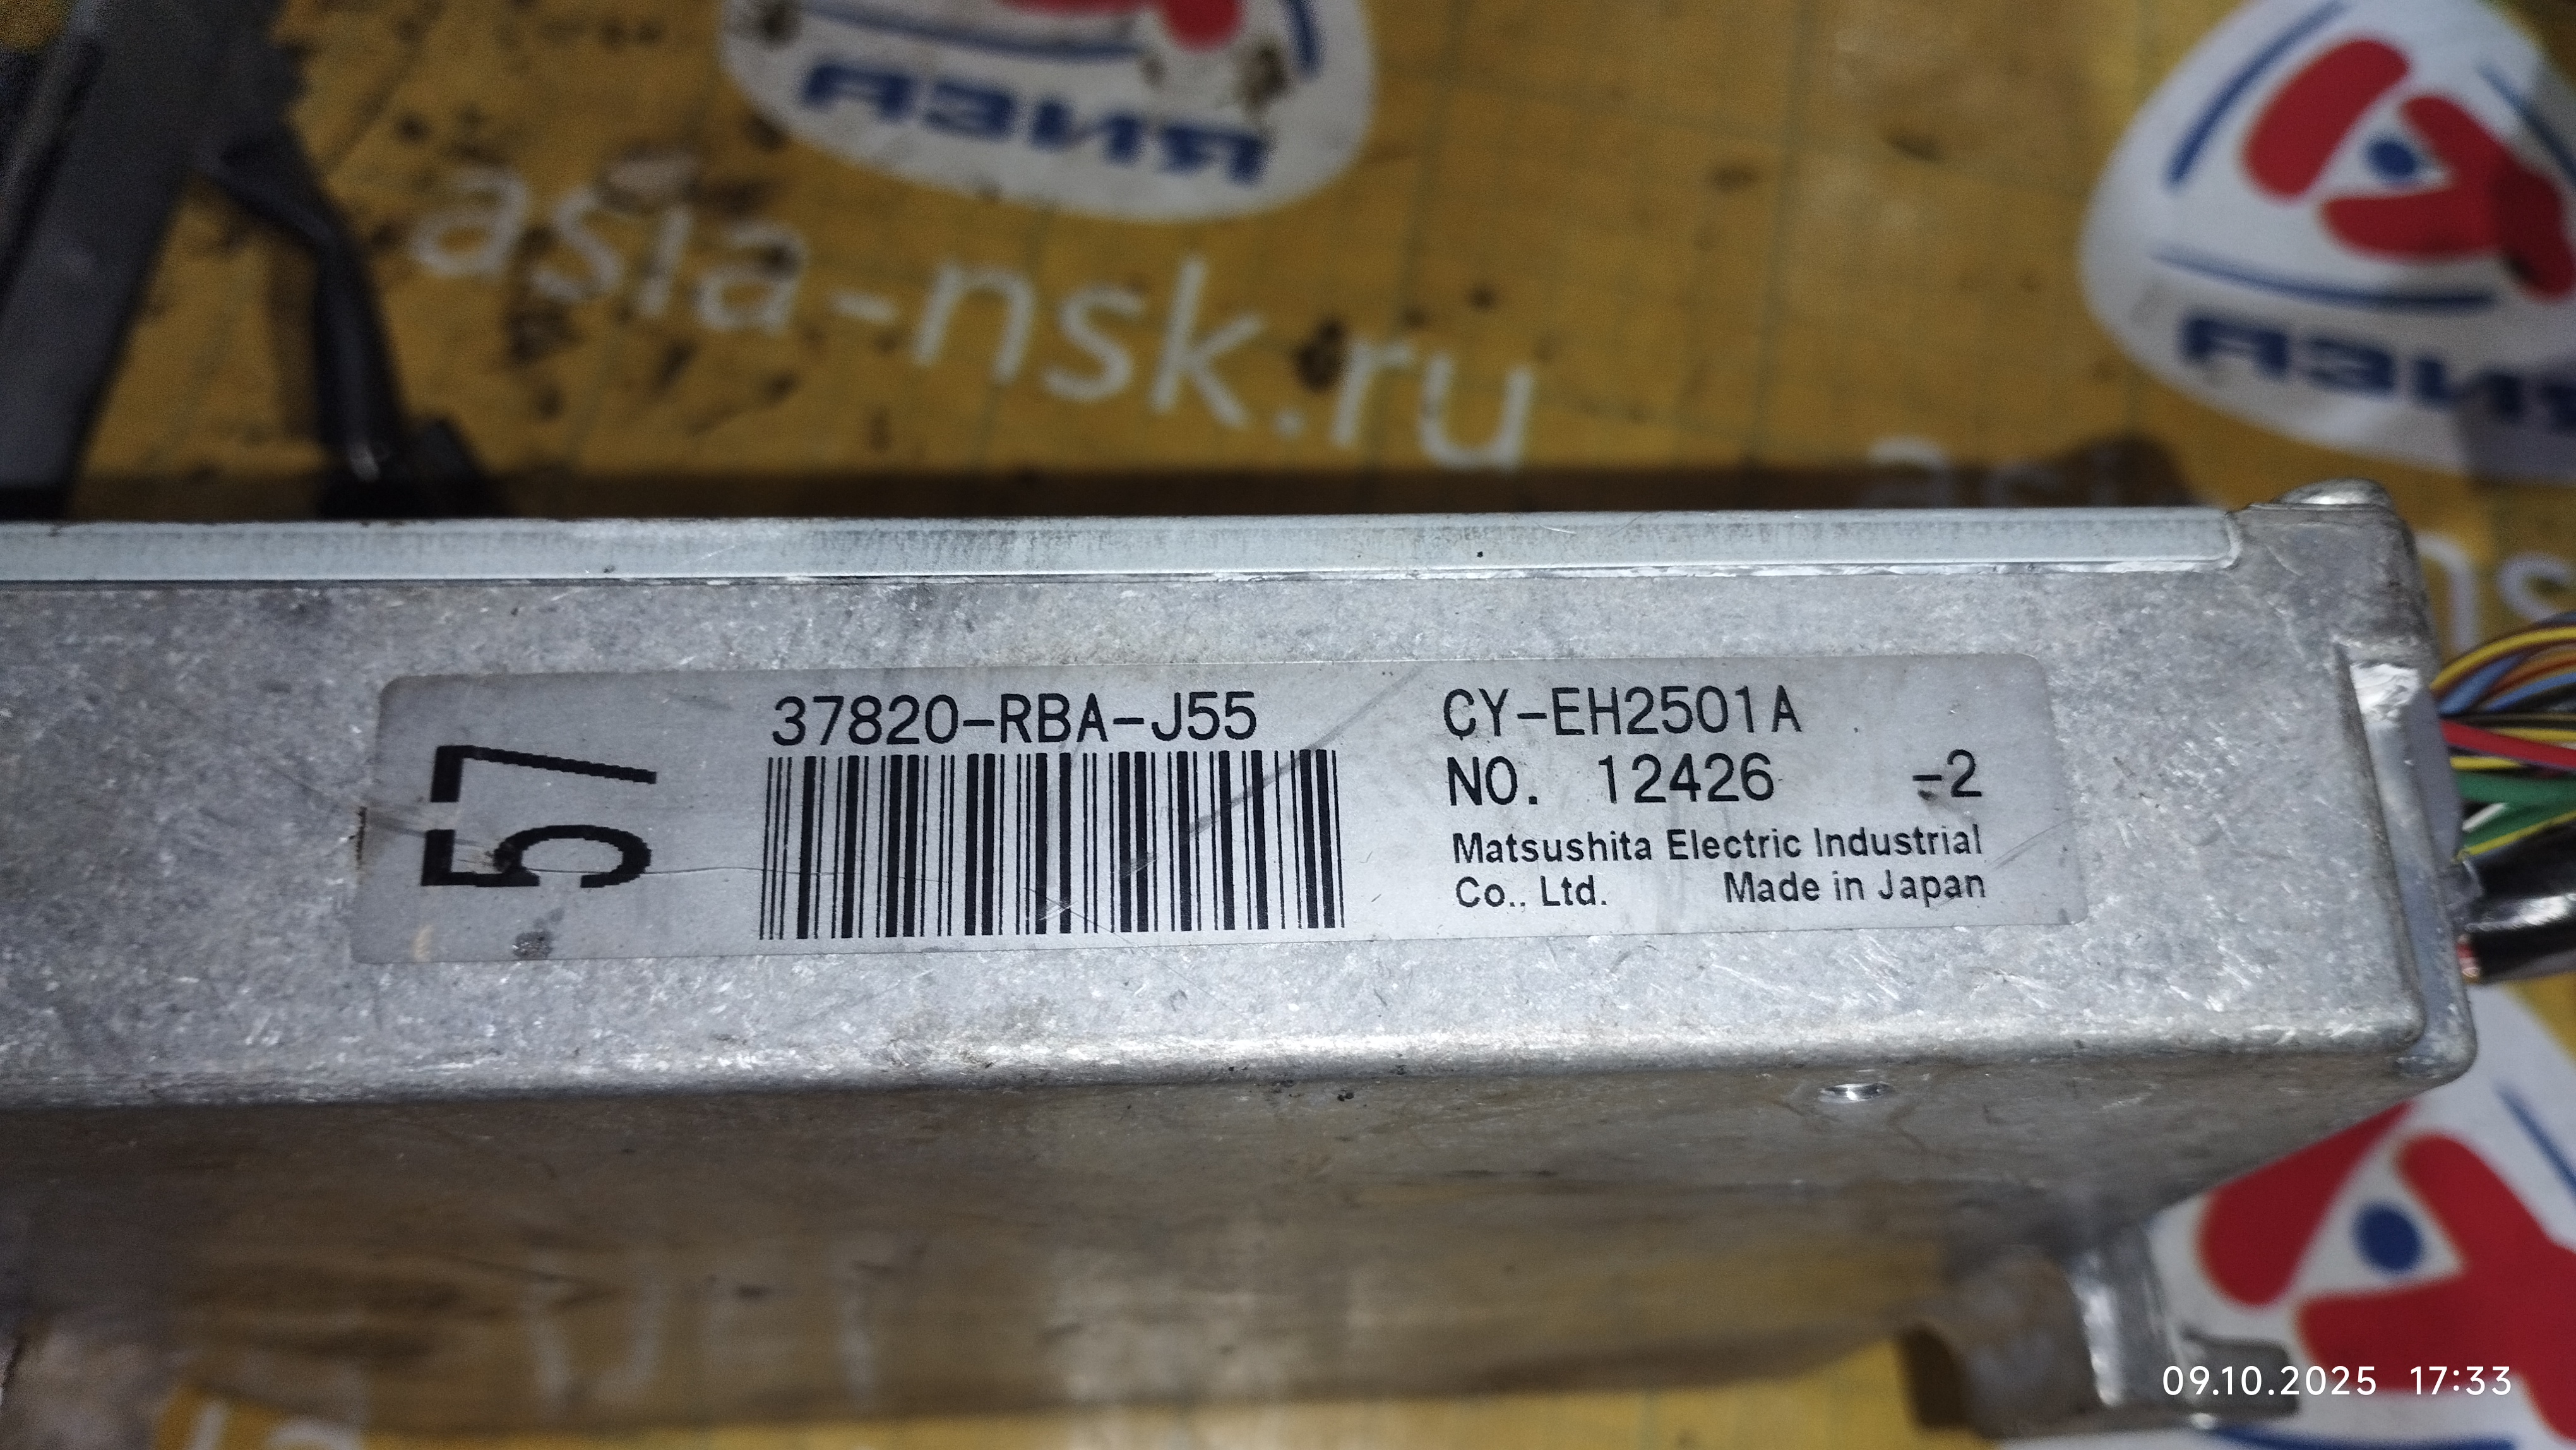 АЗИЯ
asia-nsk.ru
АЗИЯ
57
37820-RBA-J55
CY-EH2501A
NO. 12426 -2
Matsushita Electric Industrial
Co., Ltd. Made in Japan
09.10.2025 17:33